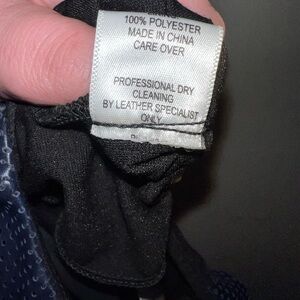 100% POLYESTER
MADE IN CHINA
CARE OVER
PROFESSIONAL DRY
CLEANING
BY LEATHER SPECIALIST
ONLY